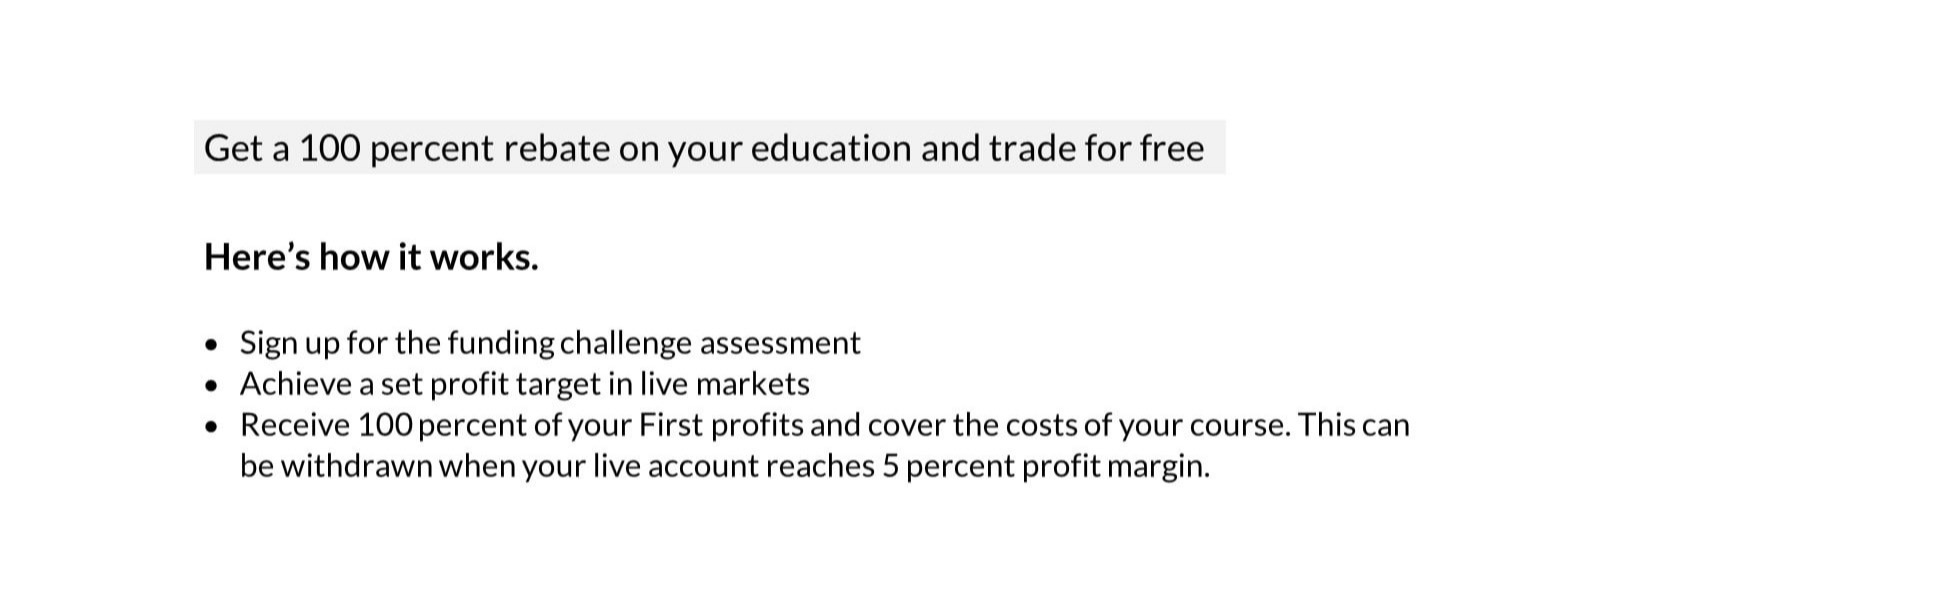 Get a 100 percent rebate on your education and trade for free
Here’s how it works.
• Sign up for the funding challenge assessment
• Achieve a set profit target in live markets
• Receive 100 percent of your First profits and cover the costs of your course. This can
be withdrawn when your live account reaches 5 percent profit margin.